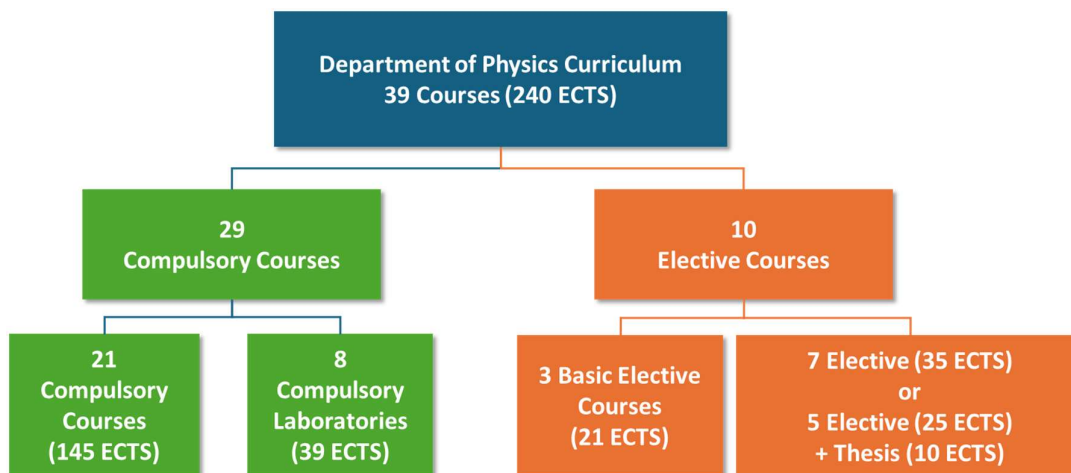 Department of Physics Curriculum
39 Courses (240 ECTS)
29
Compulsory Courses
10
Elective Courses
21
Compulsory
Courses
(145 ECTS)
8
Compulsory
Laboratories
(39 ECTS)
3 Basic Elective
Courses
(21 ECTS)
7 Elective (35 ECTS)
or
5 Elective (25 ECTS)
+ Thesis (10 ECTS)